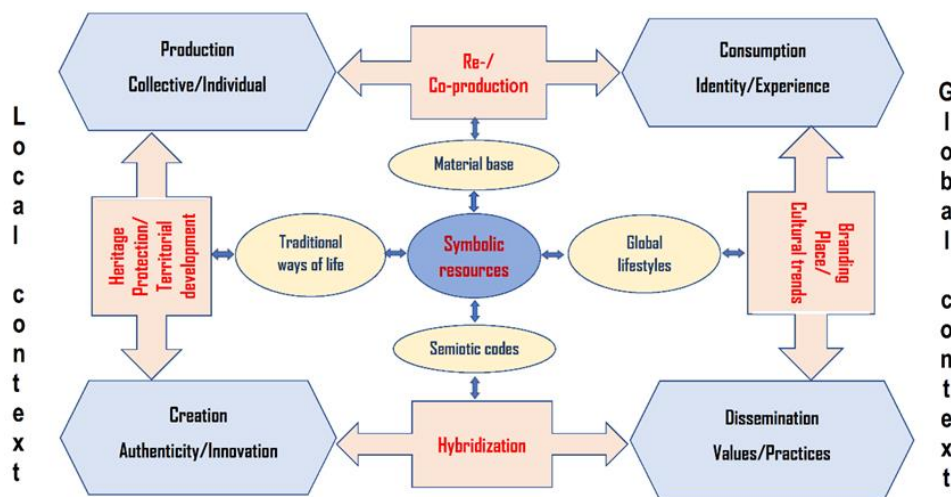 Production
Collective/Individual
Re-/
Co-production
Consumption
Identity/Experience
Local context
Global context
Material base
Heritage
Protection/
Territorial
development
Traditional
ways of life
Symbolic
resources
Global
lifestyles
Branding
Place/
Cultural trends
Semiotic codes
Creation
Authenticity/Innovation
Hybridization
Dissemination
Values/Practices